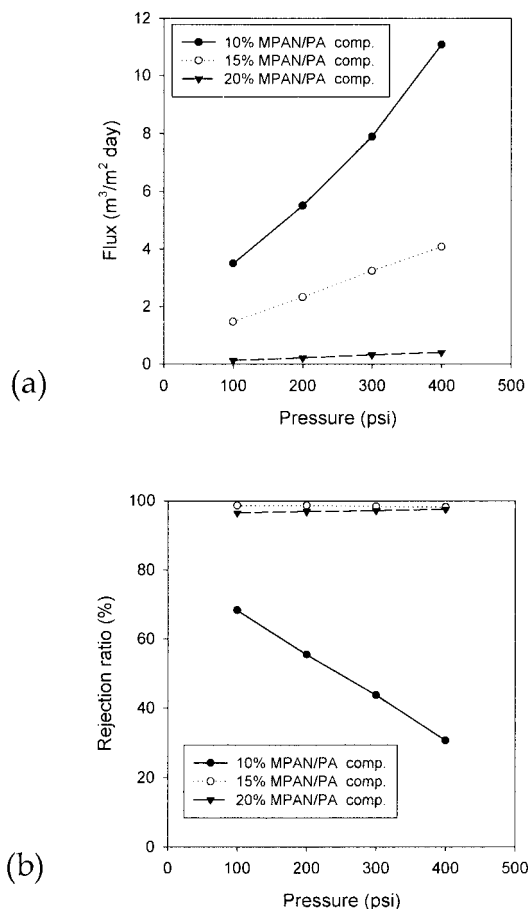 12
10
8
6
4
2
0
Flux (m³/m² day)
10% MPAN/PA comp.
15% MPAN/PA comp.
20% MPAN/PA comp.
0 100 200 300 400 500
Pressure (psi)
(a)
100
80
60
40
20
0
Rejection ratio (%)
10% MPAN/PA comp.
15% MPAN/PA comp.
20% MPAN/PA comp.
0 100 200 300 400 500
Pressure (psi)
(b)